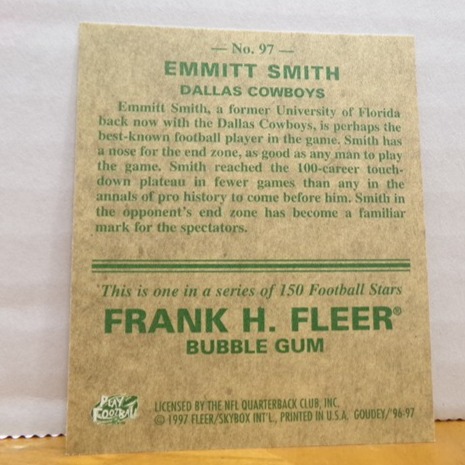 — No. 97 —
EMMITT SMITH
DALLAS COWBOYS
Emmitt Smith, a former University of Florida
back now with the Dallas Cowboys, is perhaps the
best-known football player in the game. Smith has
a nose for the end zone, as good as any man to play
the game. Smith reached the 100-career touch-
down plateau in fewer games than any in the
annals of pro history to come before him. Smith in
the opponent's end zone has become a familiar
mark for the spectators.
This is one in a series of 150 Football Stars
FRANK H. FLEER®
BUBBLE GUM
PLAY
FOOTBALL
LICENSED BY THE NFL QUARTERBACK CLUB, INC.
© 1997 FLEER/SKYBOX INT'L., PRINTED IN U.S.A. GOUDEY/'96-97